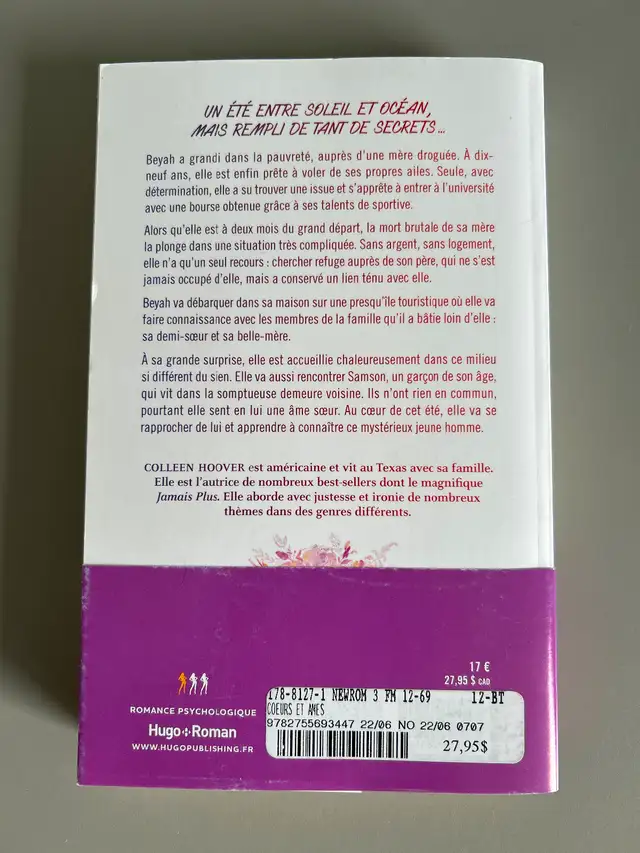 UN ÉTÉ ENTRE SOLEIL ET OCÉAN,
MAIS REMPLI DE TANT DE SECRETS...
Beyah a grandi dans la pauvreté, auprès d'une mère droguée. À dix-
neuf ans, elle est enfin prête à voler de ses propres ailes. Seule, avec
détermination, elle a su trouver une issue et s'apprête à entrer à l'université
avec une bourse obtenue grâce à ses talents de sportive.
Alors qu'elle est à deux mois du grand départ, la mort brutale de sa mère
la plonge dans une situation très compliquée. Sans argent, sans logement,
elle n'a qu'un seul recours : chercher refuge auprès de son père, qui ne s'est
jamais occupé d'elle, mais a conservé un lien ténu avec elle.
Beyah va débarquer dans sa maison sur une presqu'île touristique où elle va
faire connaissance avec les membres de la famille qu'il a bâtie loin d'elle :
sa demi-sœur et sa belle-mère.
À sa grande surprise, elle est accueillie chaleureusement dans ce milieu
si différent du sien. Elle va aussi rencontrer Samson, un garçon de son âge,
qui vit dans la somptueuse demeure voisine. Ils n'ont rien en commun,
pourtant elle sent en lui une âme sœur. Au cœur de cet été, elle va se
rapprocher de lui et apprendre à connaître ce mystérieux jeune homme.
COLLEEN HOOVER est américaine et vit au Texas avec sa famille.
Elle est l'autrice de nombreux best-sellers dont le magnifique
Jamais Plus. Elle aborde avec justesse et ironie de nombreux
thèmes dans des genres différents.
17 €
27,95 $ CAD
ROMANCE PSYCHOLOGIQUE
Hugo+Roman
WWW.HUGOPUBLISHING.FR
178-8127-1 NEWROM 3 FM 12-69 12-BT
COEURS ET AMES
9782755693447 22/06 NO 22/06 0707
27,95$